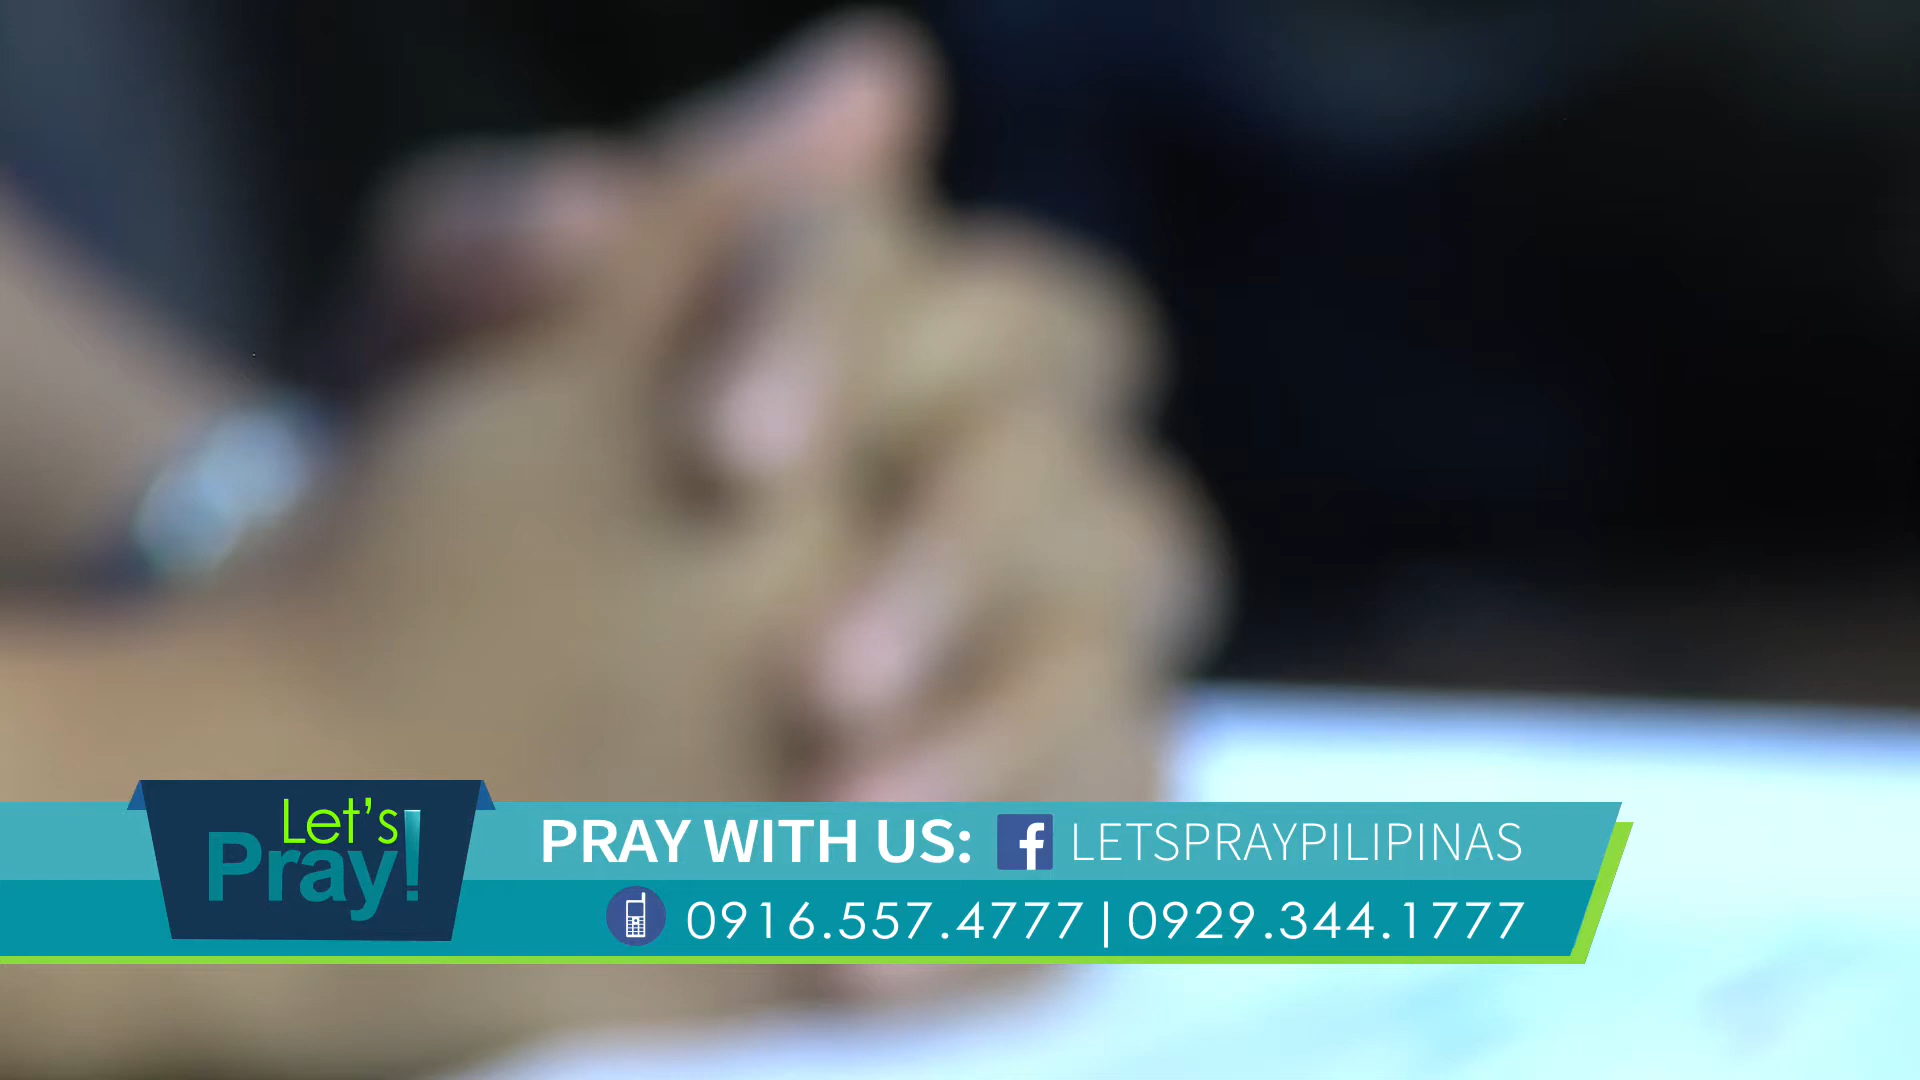 Let's
Pray!
PRAY WITH US: LETSPRAYPILIPINAS
0916.557.4777 | 0929.344.1777